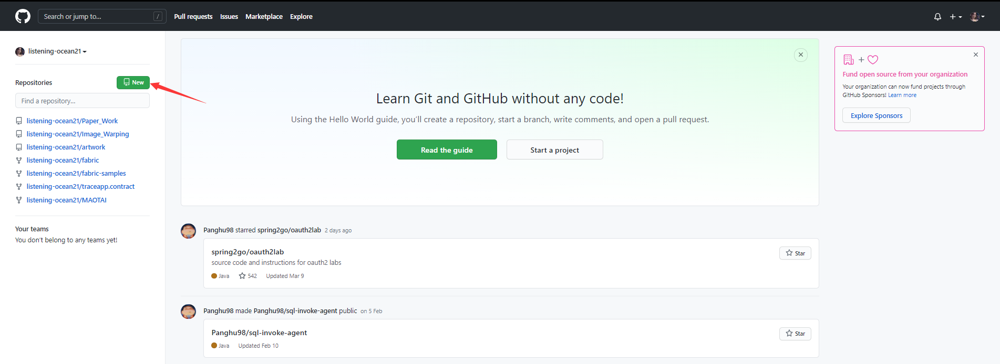 Search or jump to... /
Pull requests Issues Marketplace Explore
listening-ocean21
Repositories
New
Find a repository...
listening-ocean21/Paper_Work
listening-ocean21/Image_Warping
listening-ocean21/artwork
listening-ocean21/fabric
listening-ocean21/fabric-samples
listening-ocean21/traceapp.contract
listening-ocean21/MAOTAI
Your teams
You don't belong to any teams yet!
Learn Git and GitHub without any code!
Using the Hello World guide, you'll create a repository, start a branch, write comments, and open a pull request.
Read the guide
Start a project
Panghu98 starred spring2go/oauth2lab 2 days ago
spring2go/oauth2lab
Star
source code and instructions for oauth2 labs
Java 542 Updated Mar 9
Panghu98 made Panghu98/sql-invoke-agent public on 5 Feb
Panghu98/sql-invoke-agent
Star
Java Updated Feb 10
Fund open source from your organization
Your organization can now fund projects through
GitHub Sponsors! Learn more
Explore Sponsors